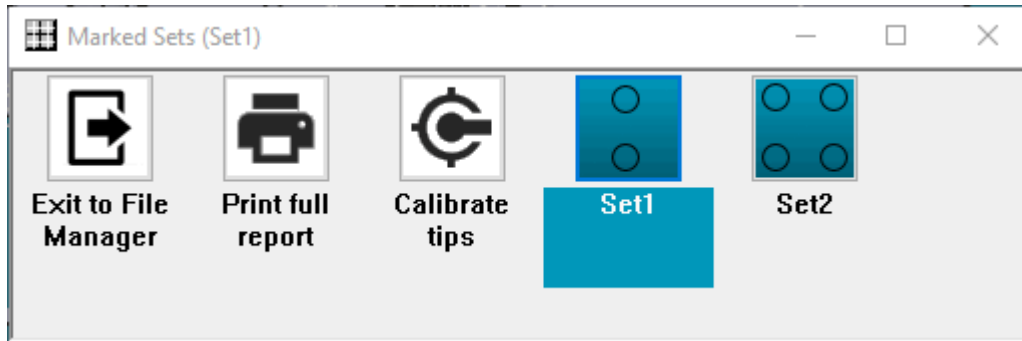 Marked Sets (Set1)
Exit to File
Manager
Print full
report
Calibrate
tips
Set1
Set2